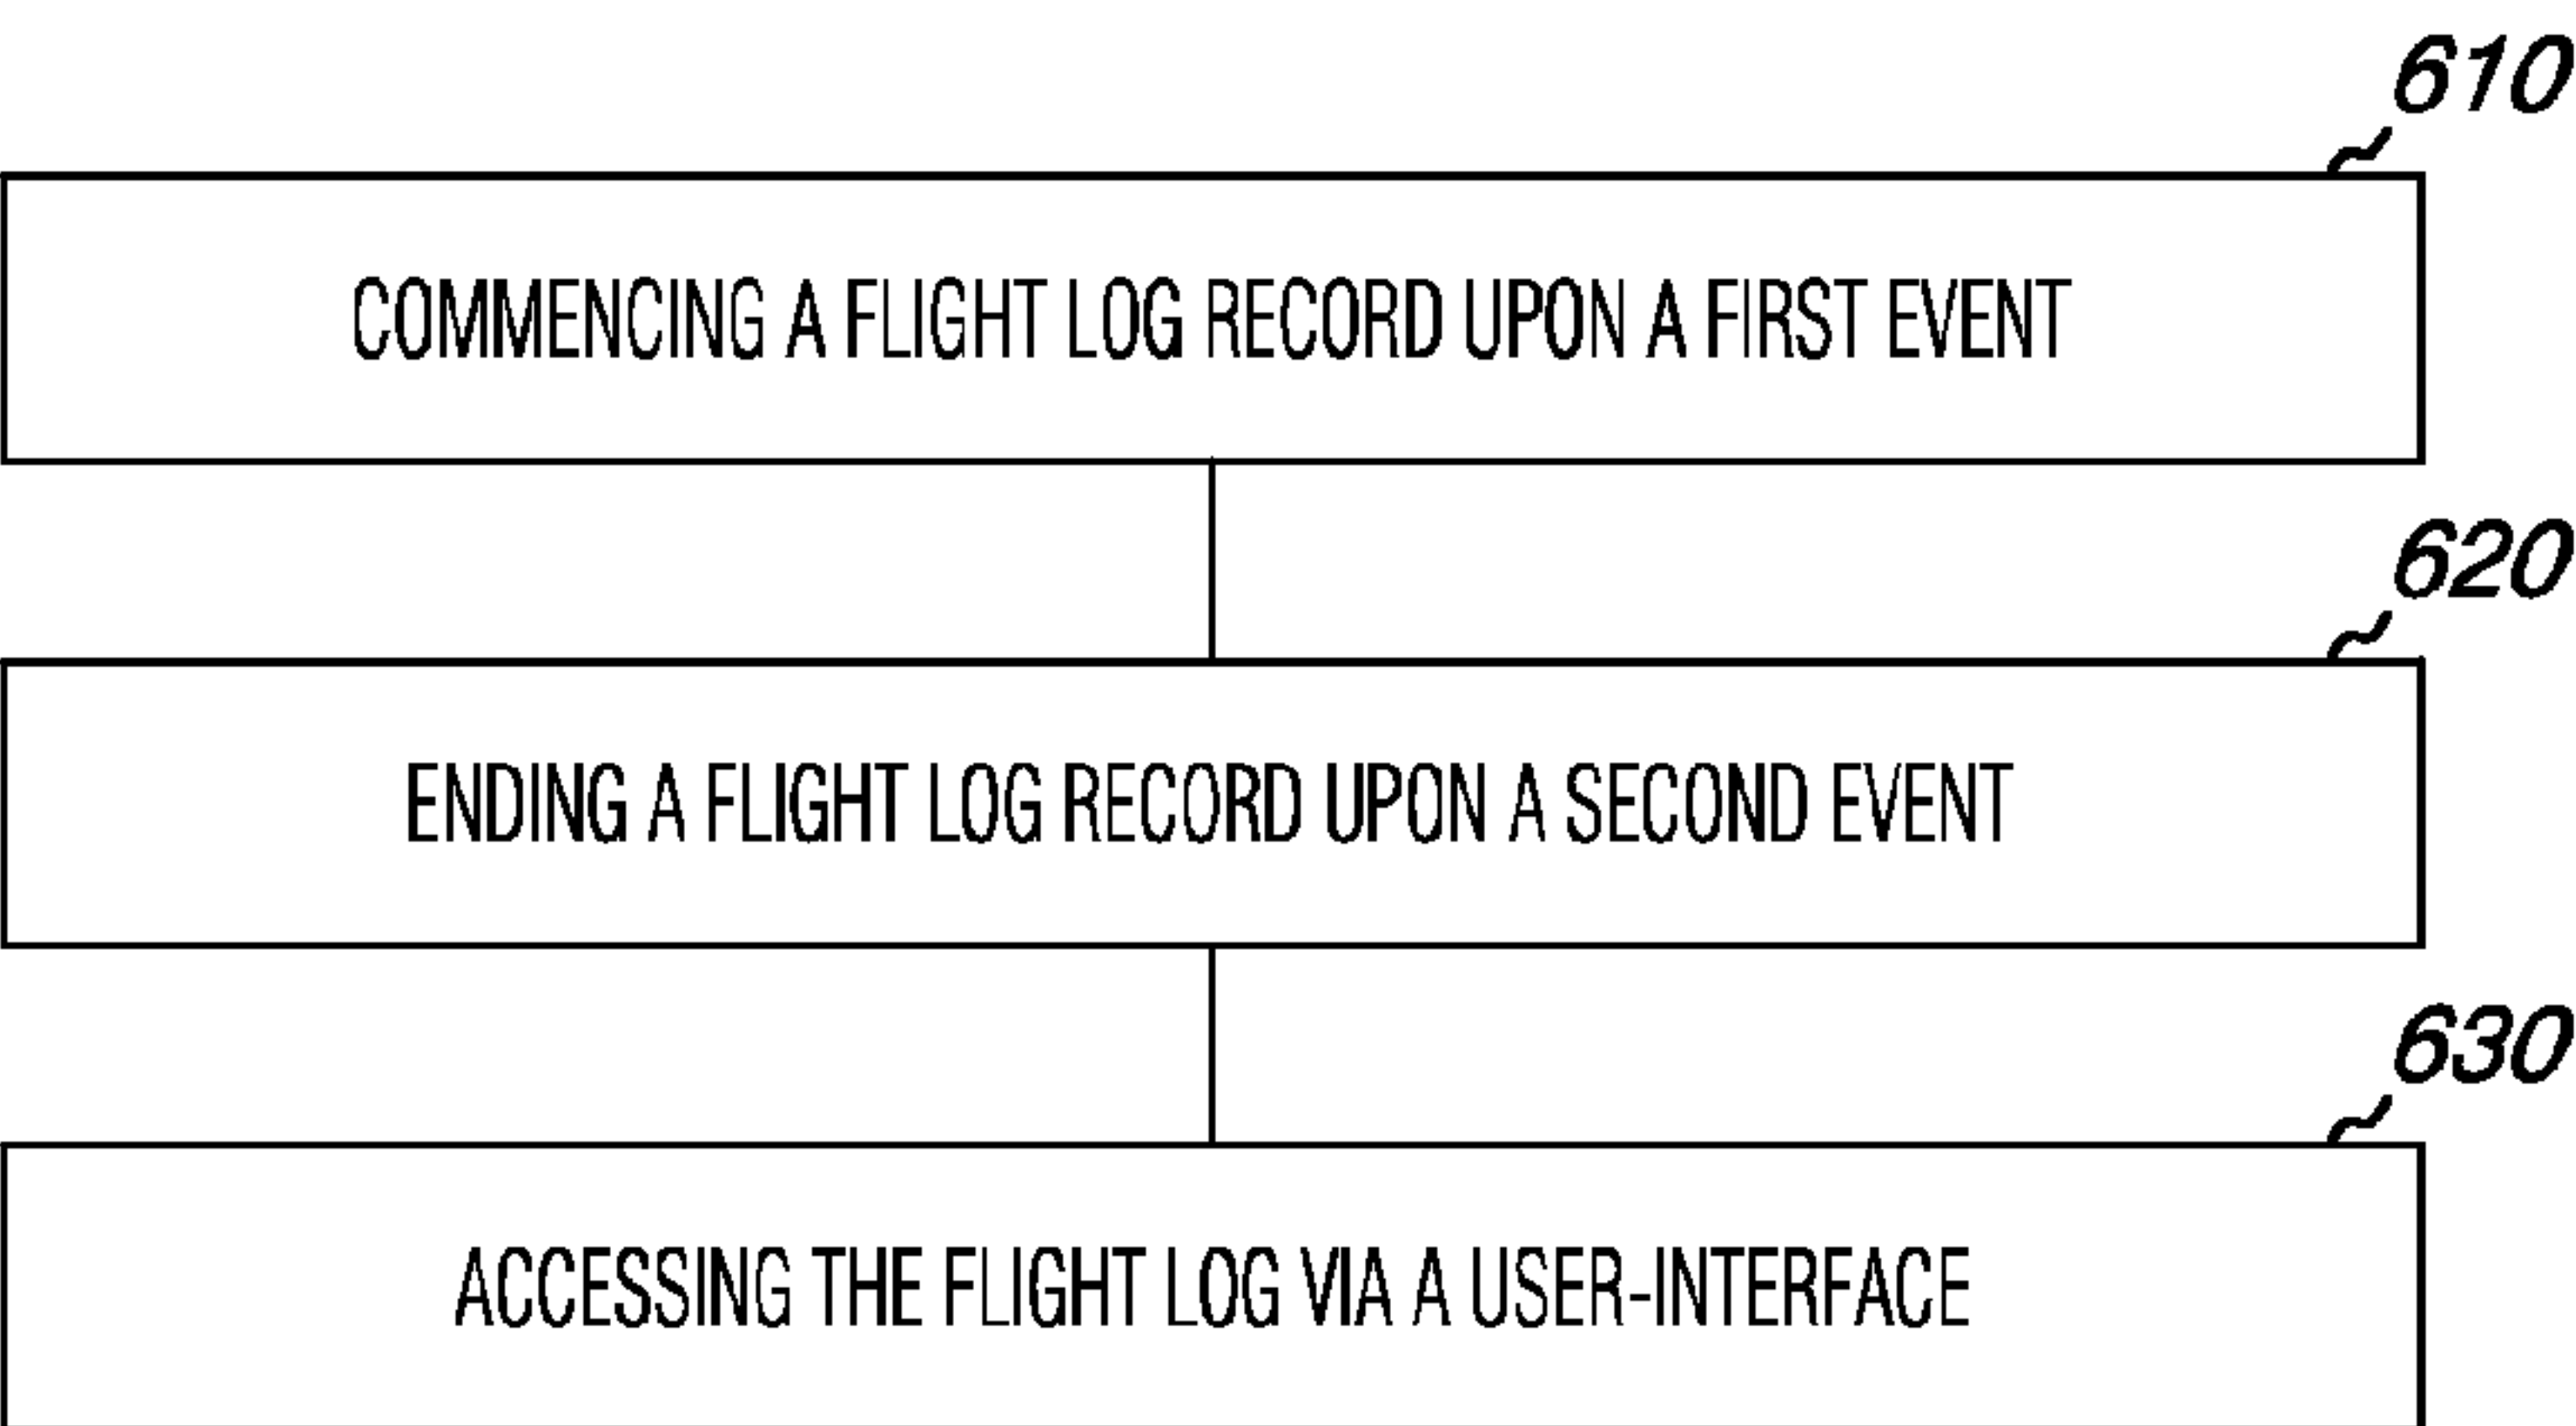 610
COMMENCING A FLIGHT LOG RECORD UPON A FIRST EVENT
620
ENDING A FLIGHT LOG RECORD UPON A SECOND EVENT
630
ACCESSING THE FLIGHT LOG VIA A USER-INTERFACE